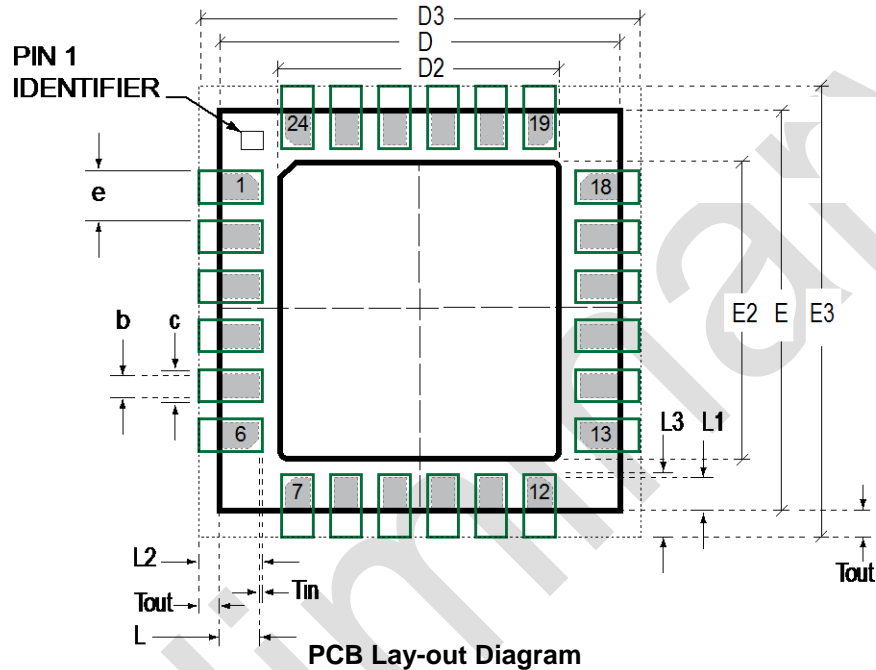 D3
D
D2
PIN 1
IDENTIFIER
24
19
e
1
18
b
c
E2
E
E3
6
13
L3
L1
7
12
L2
Tin
Tout
Tout
L
PCB Lay-out Diagram